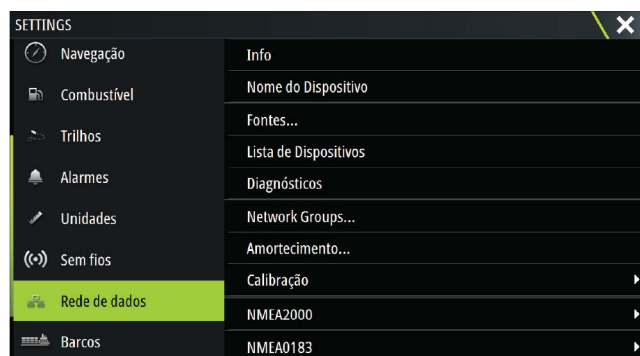 SETTINGS
Navegação
Combustível
Trilhos
Alarmes
Unidades
Sem fios
Rede de dados
Barcos
Info
Nome do Dispositivo
Fontes...
Lista de Dispositivos
Diagnósticos
Network Groups...
Amortecimento...
Calibração
NMEA2000
NMEA0183